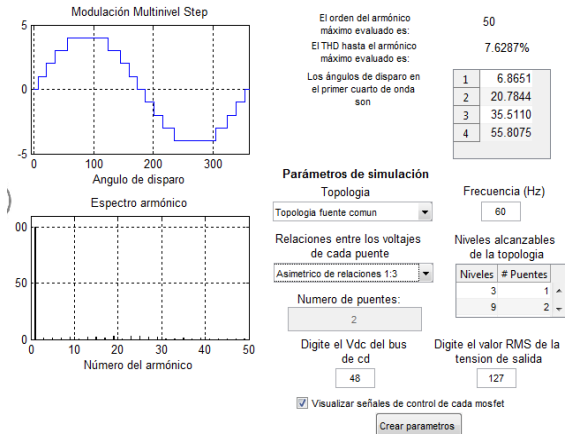 Modulación Multinivel Step
5
0
-5
0 100 200 300
Angulo de disparo
Espectro armónico
00
50
0
0 10 20 30 40 50
Número del armónico
El orden del armónico
máximo evaluado es:
50
El THD hasta el armónico
máximo evaluado es:
7.6287%
Los ángulos de disparo en
el primer cuarto de onda
son
1 6.8651
2 20.7844
3 35.5110
4 55.8075
Parámetros de simulación
Topologia
Topologia fuente comun
Frecuencia (Hz)
60
Relaciones entre los voltajes
de cada puente
Asimetrico de relaciones 1:3
Niveles alcanzables
de la topologia
Niveles # Puentes
3 1
9 2
Numero de puentes:
2
Digite el Vdc del bus
de cd
48
Digite el valor RMS de la
tension de salida
127
Visualizar señales de control de cada mosfet
Crear parametros